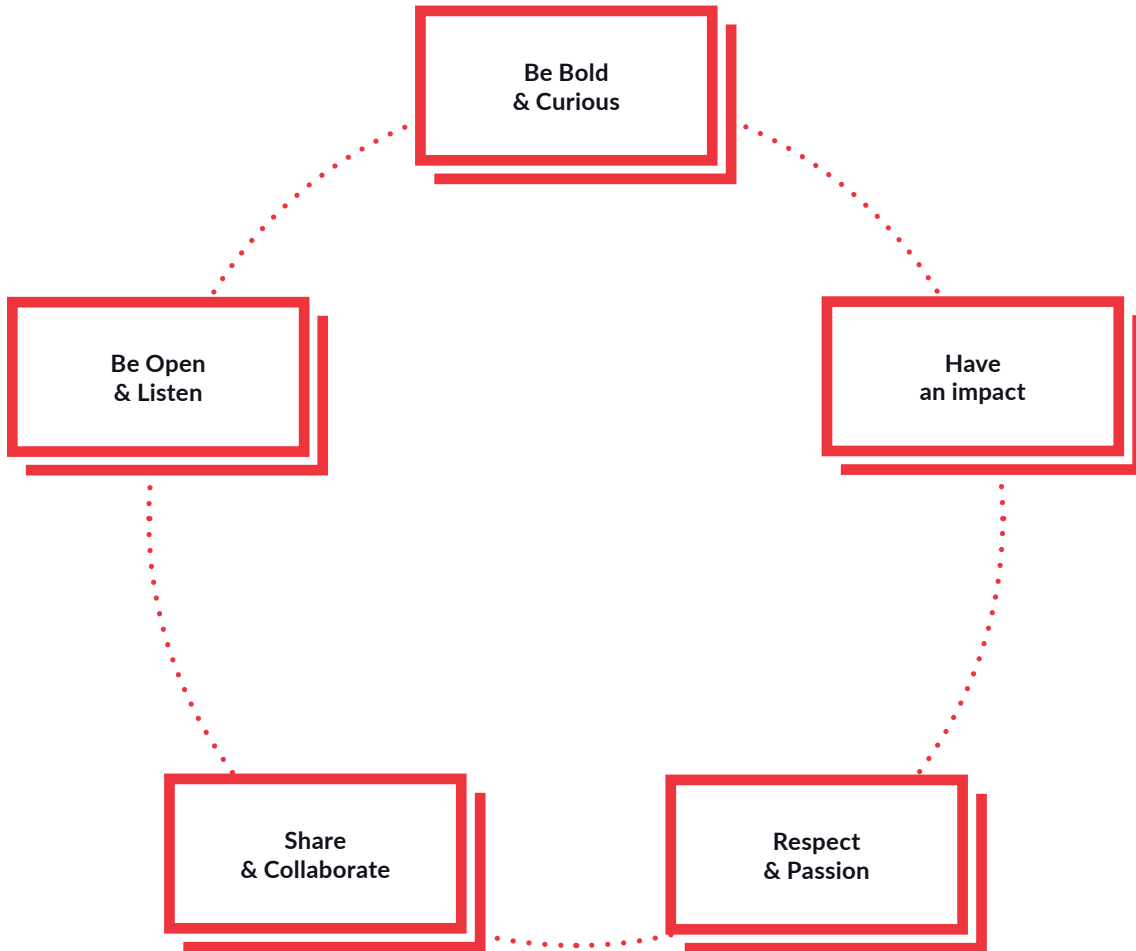 Be Bold
& Curious
Be Open
& Listen
Have
an impact
Share
& Collaborate
Respect
& Passion